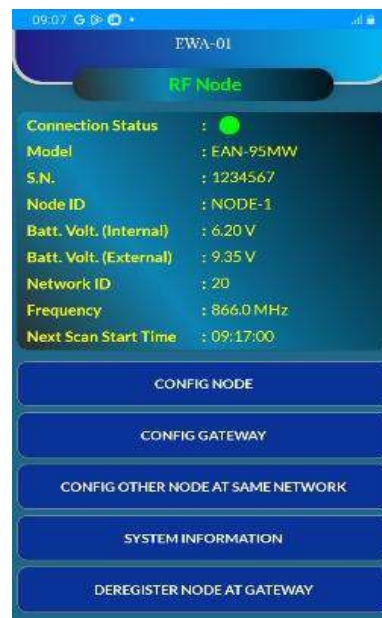 09:07 G
EWA-01
RF Node
Connection Status :
Model : EAN-95MW
S.N. : 1234567
Node ID : NODE-1
Batt. Volt. (Internal) : 6.20 V
Batt. Volt. (External) : 9.35 V
Network ID : 20
Frequency : 866.0 MHz
Next Scan Start Time : 09:17:00
CONFIG NODE
CONFIG GATEWAY
CONFIG OTHER NODE AT SAME NETWORK
SYSTEM INFORMATION
DEREGISTER NODE AT GATEWAY